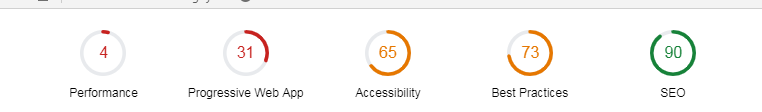 4 31 65 73 90
Performance Progressive Web App Accessibility Best Practices SEO